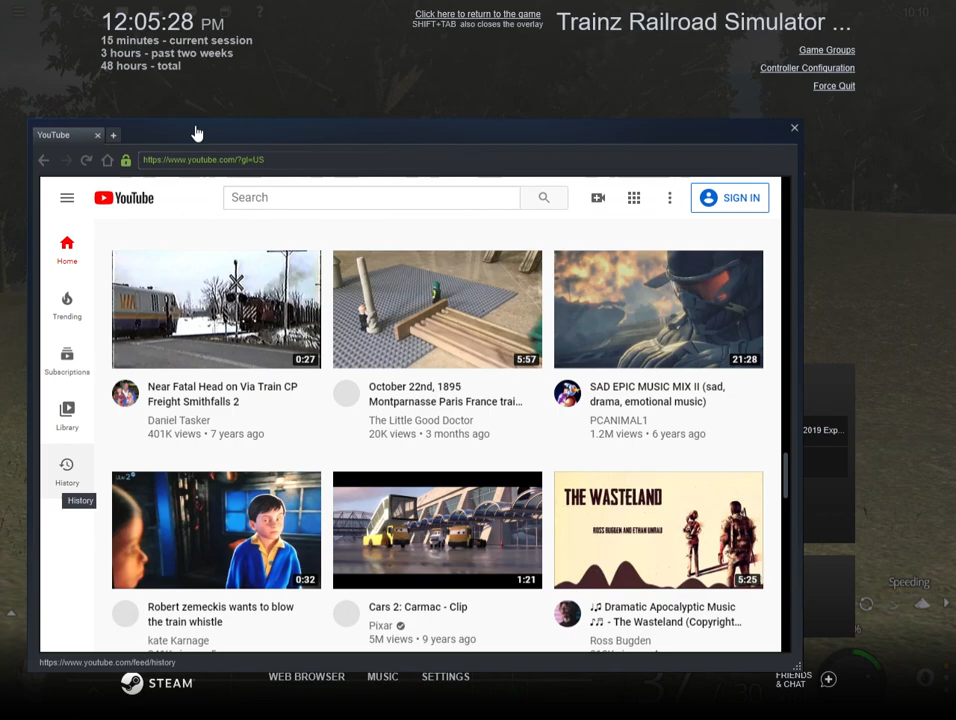 12:05:28 PM
15 minutes - current session
3 hours - past two weeks
48 hours - total
Click here to return to the game
SHIFT+TAB also closes the overlay
Trainz Railroad Simulator ...
Game Groups
Controller Configuration
Force Quit
YouTube
https://www.youtube.com/?gl=US
YouTube
Search
SIGN IN
Home
Trending
Subscriptions
Library
History
History
0:27
5:57
21:28
Near Fatal Head on Via Train CP
Freight Smithfalls 2
Daniel Tasker
401K views • 7 years ago
October 22nd, 1895
Montparnasse Paris France trai...
The Little Good Doctor
20K views • 3 months ago
SAD EPIC MUSIC MIX II (sad,
drama, emotional music)
PCANIMAL1
1.2M views • 6 years ago
VIA
0:32
1:21
THE WASTELAND
ROSS BUGDEN AND ETHAN UMRAU
5:25
Robert zemeckis wants to blow
the train whistle
kate Karnage
Cars 2: Carmac - Clip
Pixar
5M views • 9 years ago
♫ Dramatic Apocalyptic Music
♫ - The Wasteland (Copyright...
Ross Bugden
2019 Exp...
Speeding
https://www.youtube.com/feed/history
STEAM
WEB BROWSER
MUSIC
SETTINGS
FRIENDS
& CHAT